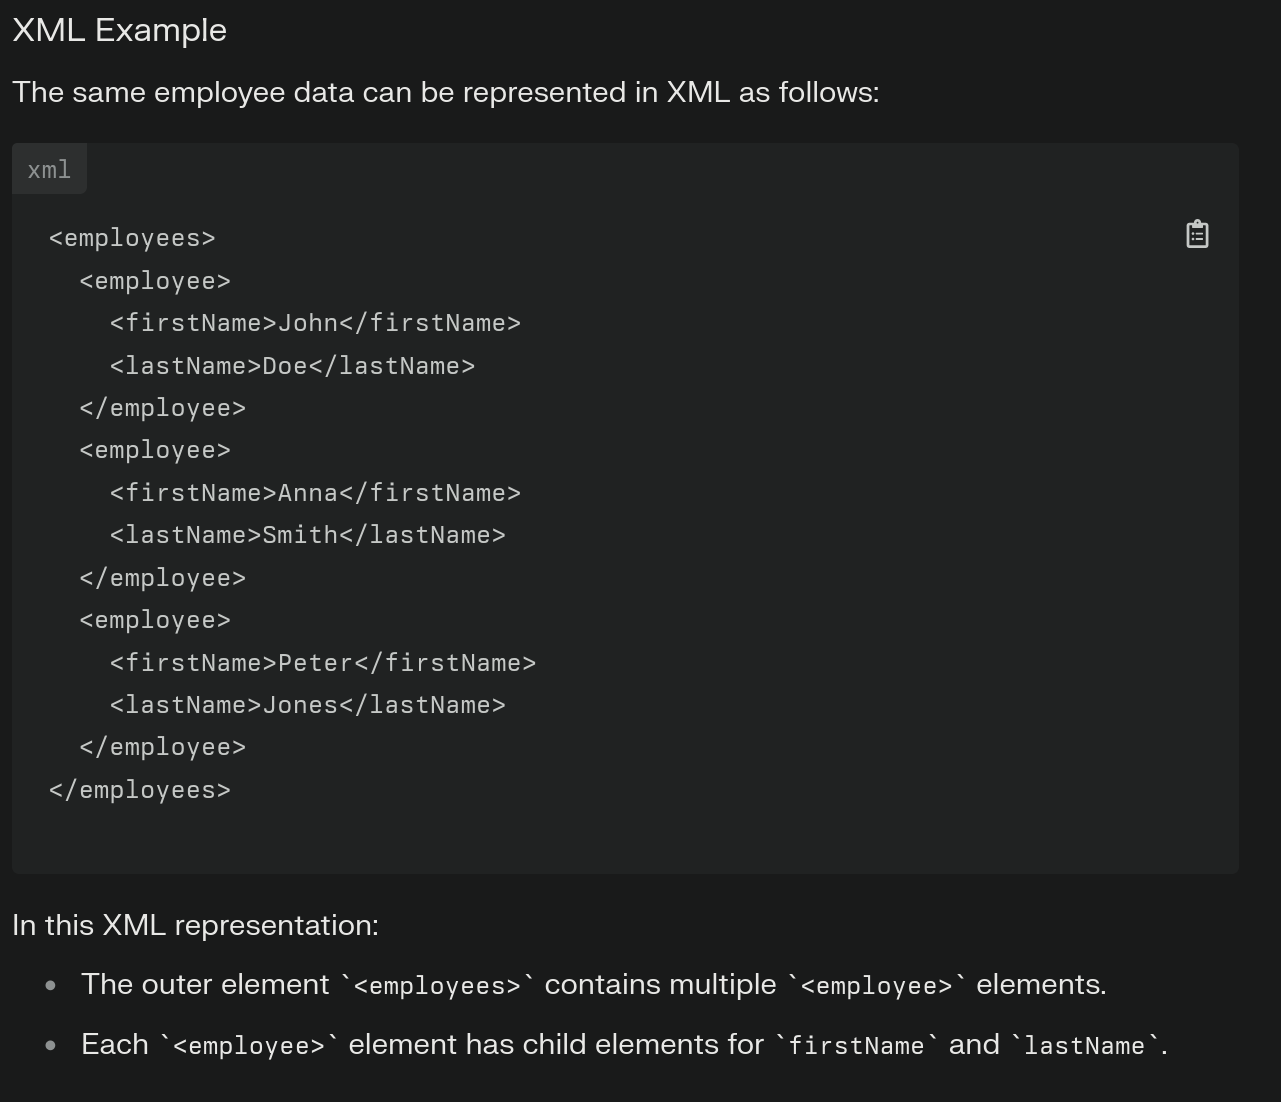 XML Example
The same employee data can be represented in XML as follows:
xml
<employees>
  <employee>
    <firstName>John</firstName>
    <lastName>Doe</lastName>
  </employee>
  <employee>
    <firstName>Anna</firstName>
    <lastName>Smith</lastName>
  </employee>
  <employee>
    <firstName>Peter</firstName>
    <lastName>Jones</lastName>
  </employee>
</employees>
In this XML representation:
• The outer element `<employees>` contains multiple `<employee>` elements.
• Each `<employee>` element has child elements for `firstName` and `lastName`.